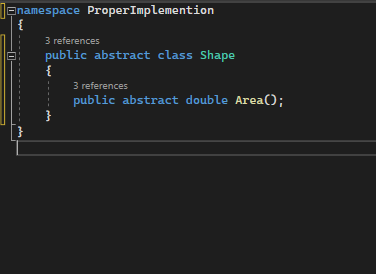 namespace ProperImplemention
{
3 references
public abstract class Shape
{
3 references
public abstract double Area();
}
}